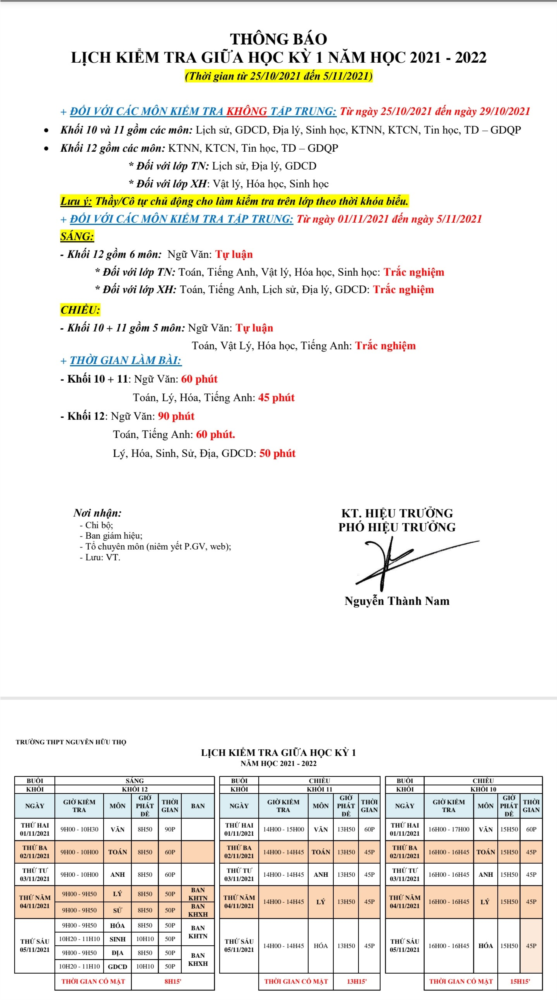 THÔNG BÁO
LỊCH KIỂM TRA GIỮA HỌC KỲ 1 NĂM HỌC 2021 - 2022
(Thời gian từ 25/10/2021 đến 5/11/2021)
+ ĐỐI VỚI CÁC MÔN KIỂM TRA KHÔNG TẬP TRUNG: Từ ngày 25/10/2021 đến ngày 29/10/2021
• Khối 10 và 11 gồm các môn: Lịch sử, GDCD, Địa lý, Sinh học, KTNN, KTCN, Tin học, TD – GDQP
• Khối 12 gồm các môn: KTNN, KTCN, Tin học, TD – GDQP
* Đối với lớp TN: Lịch sử, Địa lý, GDCD
* Đối với lớp XH: Vật lý, Hóa học, Sinh học
Lưu ý: Thầy/Cô tự chủ động cho làm kiểm tra trên lớp theo thời khóa biểu.
+ ĐỐI VỚI CÁC MÔN KIỂM TRA TẬP TRUNG: Từ ngày 01/11/2021 đến ngày 5/11/2021
SÁNG:
- Khối 12 gồm 6 môn: Ngữ Văn: Tự luận
* Đối với lớp TN: Toán, Tiếng Anh, Vật lý, Hóa học, Sinh học: Trắc nghiệm
* Đối với lớp XH: Toán, Tiếng Anh, Lịch sử, Địa lý, GDCD: Trắc nghiệm
CHIỀU:
- Khối 10 + 11 gồm 5 môn: Ngữ Văn: Tự luận
Toán, Vật Lý, Hóa học, Tiếng Anh: Trắc nghiệm
+ THỜI GIAN LÀM BÀI:
- Khối 10 + 11: Ngữ Văn: 60 phút
Toán, Lý, Hóa, Tiếng Anh: 45 phút
- Khối 12: Ngữ Văn: 90 phút
Toán, Tiếng Anh: 60 phút.
Lý, Hóa, Sinh, Sử, Địa, GDCD: 50 phút
Nơi nhận:
- Chi bộ;
- Ban giám hiệu;
- Tổ chuyên môn (niêm yết P.GV, web);
- Lưu: VT.
KT. HIỆU TRƯỞNG
PHÓ HIỆU TRƯỞNG
Nguyễn Thành Nam
TRƯỜNG THPT NGUYỄN HỮU THỌ
LỊCH KIỂM TRA GIỮA HỌC KỲ 1
NĂM HỌC 2021 - 2022
BUỔI SÁNG
KHỐI KHỐI 12
NGÀY GIỜ KIỂM TRA MÔN GIỜ PHÁT ĐỀ THỜI GIAN BAN
THỨ HAI 01/11/2021 9H00 - 10H30 VĂN 8H50 90P
THỨ BA 02/11/2021 9H00 - 10H00 TOÁN 8H50 60P
THỨ TƯ 03/11/2021 9H00 - 10H00 ANH 8H50 60P
THỨ NĂM 04/11/2021 9H00 - 9H50 LÝ 8H50 50P BAN KHTN
9H00 - 9H50 SỬ 8H50 50P BAN KHXH
THỨ SÁU 05/11/2021 9H00 - 9H50 HÓA 8H50 50P BAN KHTN
10H20 - 11H10 SINH 10H10 50P
9H00 - 9H50 ĐỊA 8H50 50P BAN KHXH
10H20 - 11H10 GDCD 10H10 50P
THỜI GIAN CÓ MẶT 8H15'
BUỔI CHIỀU
KHỐI KHỐI 11
NGÀY GIỜ KIỂM TRA MÔN GIỜ PHÁT ĐỀ THỜI GIAN
THỨ HAI 01/11/2021 14H00 - 15H00 VĂN 13H50 60P
THỨ BA 02/11/2021 14H00 - 14H45 TOÁN 13H50 45P
THỨ TƯ 03/11/2021 14H00 - 14H45 ANH 13H50 45P
THỨ NĂM 04/11/2021 14H00 - 14H45 LÝ 13H50 45P
THỨ SÁU 05/11/2021 14H00 - 14H45 HÓA 13H50 45P
THỜI GIAN CÓ MẶT 13H15'
BUỔI CHIỀU
KHỐI KHỐI 10
NGÀY GIỜ KIỂM TRA MÔN GIỜ PHÁT ĐỀ THỜI GIAN
THỨ HAI 01/11/2021 16H00 - 17H00 VĂN 15H50 60P
THỨ BA 02/11/2021 16H00 - 16H45 TOÁN 15H50 45P
THỨ TƯ 03/11/2021 16H00 - 16H45 ANH 15H50 45P
THỨ NĂM 04/11/2021 16H00 - 16H45 LÝ 15H50 45P
THỨ SÁU 05/11/2021 16H00 - 16H45 HÓA 15H50 45P
THỜI GIAN CÓ MẶT 15H15'